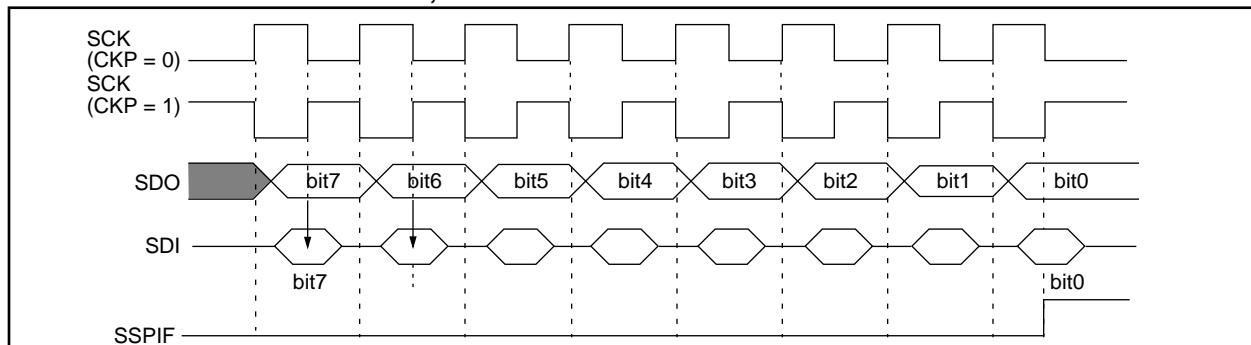 SCK
(CKP = 0)
SCK
(CKP = 1)
SDO bit7 bit6 bit5 bit4 bit3 bit2 bit1 bit0
SDI
bit7 bit0
SSPIF